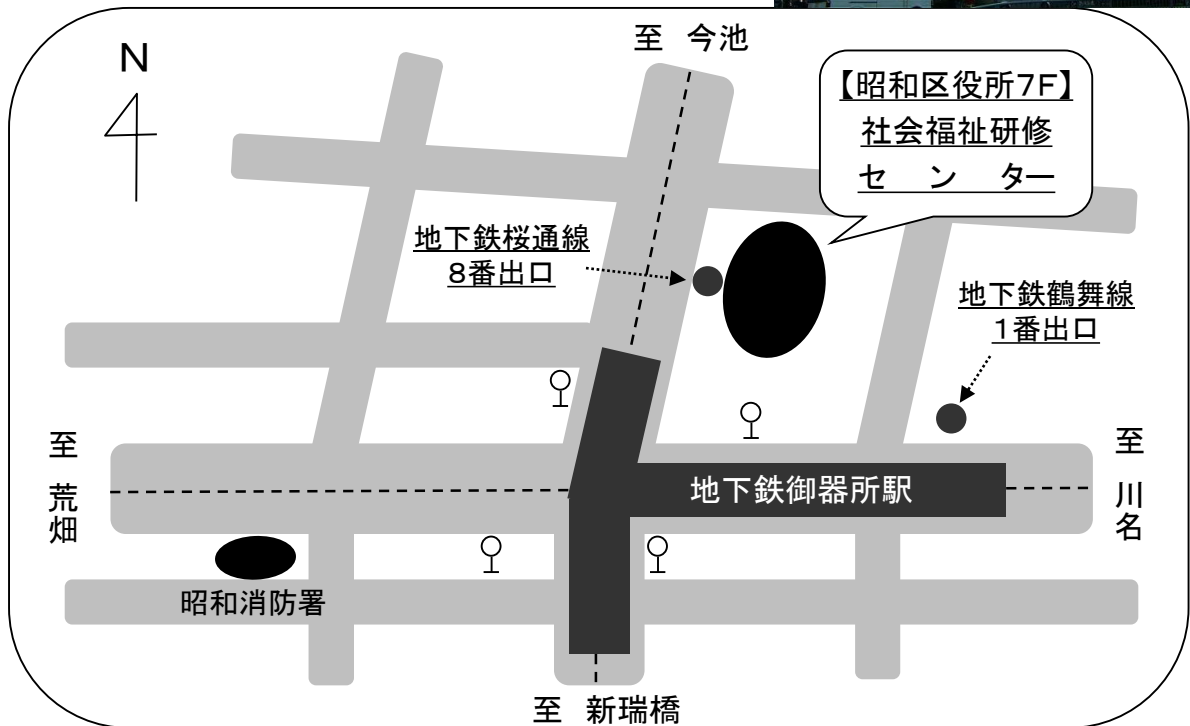 至 今池
N
【昭和区役所7F】
社会福祉研修
センター
地下鉄桜通線
8番出口
地下鉄鶴舞線
1番出口
至 荒畑
地下鉄御器所駅
至 川名
昭和消防署
至 新瑞橋